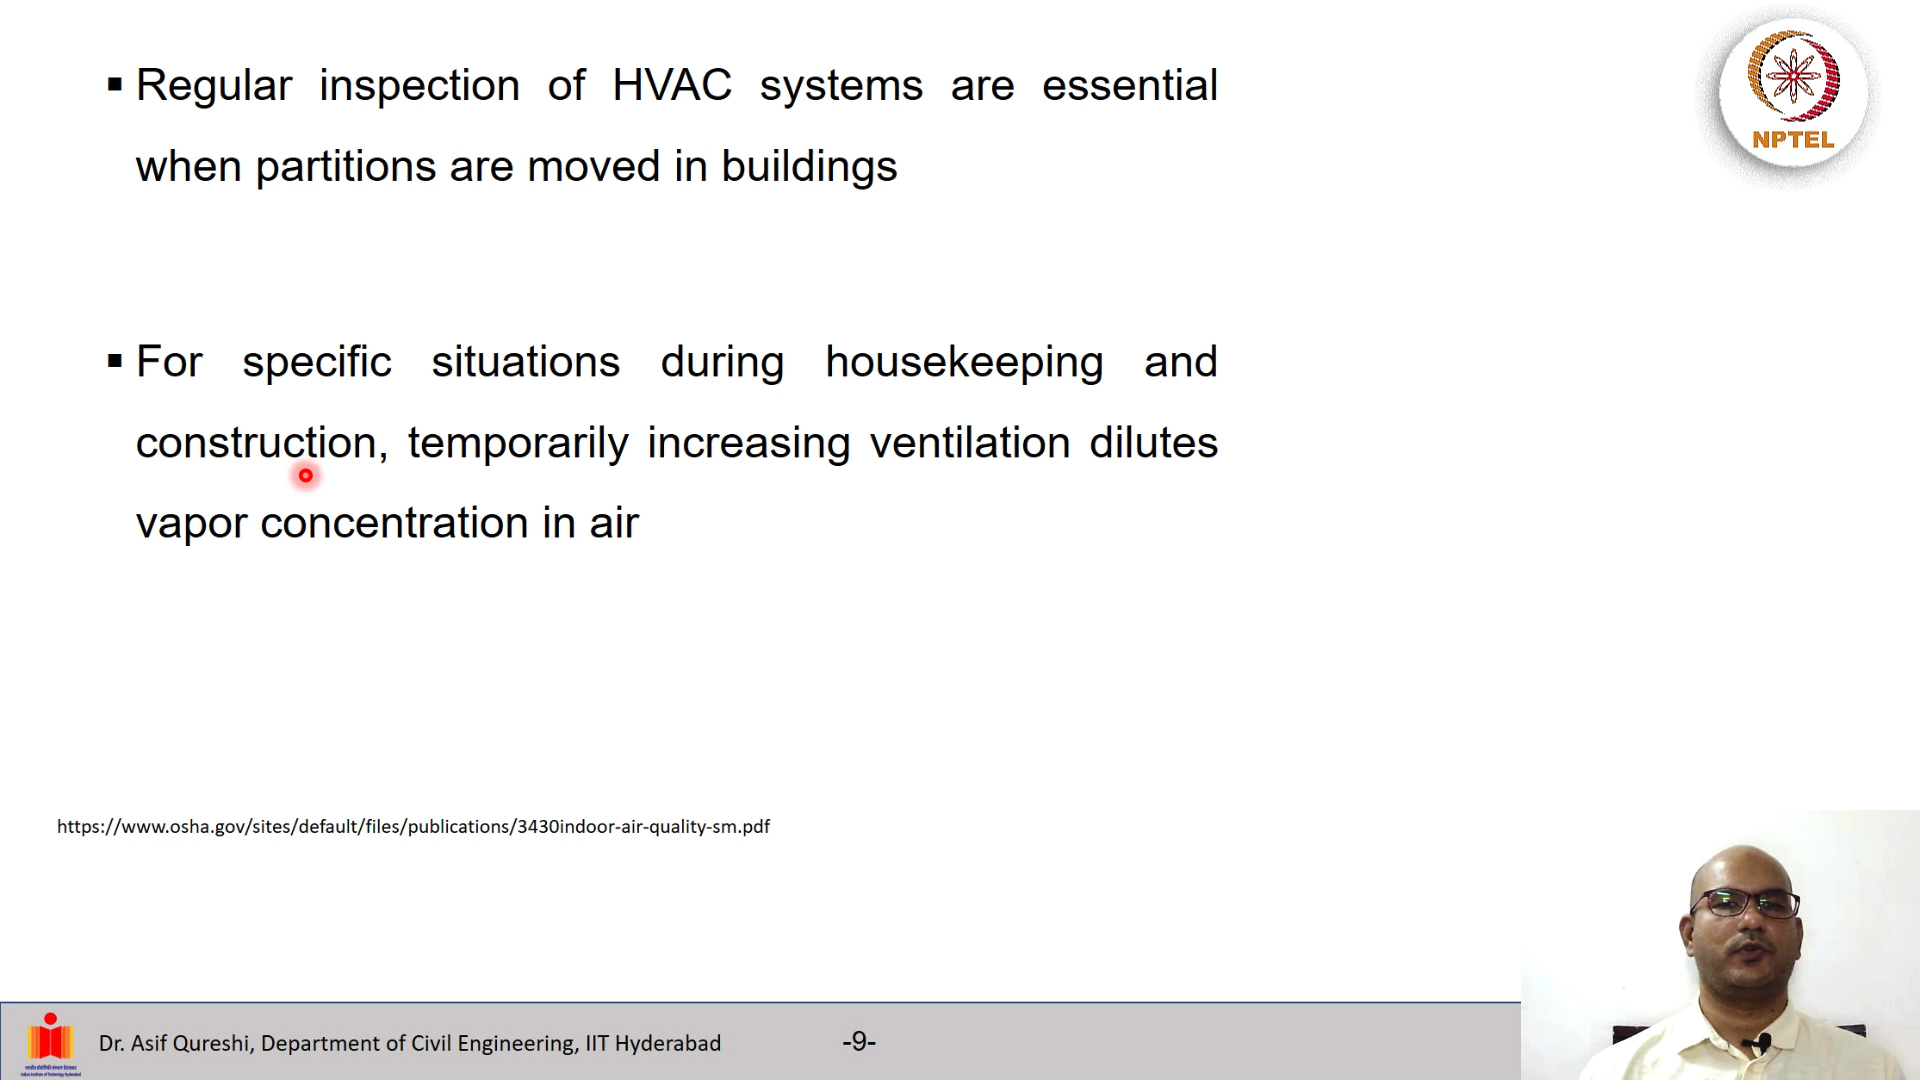 ▪ Regular inspection of HVAC systems are essential
when partitions are moved in buildings
▪ For specific situations during housekeeping and
construction, temporarily increasing ventilation dilutes
vapor concentration in air
https://www.osha.gov/sites/default/files/publications/3430indoor-air-quality-sm.pdf
Dr. Asif Qureshi, Department of Civil Engineering, IIT Hyderabad
-9-
NPTEL